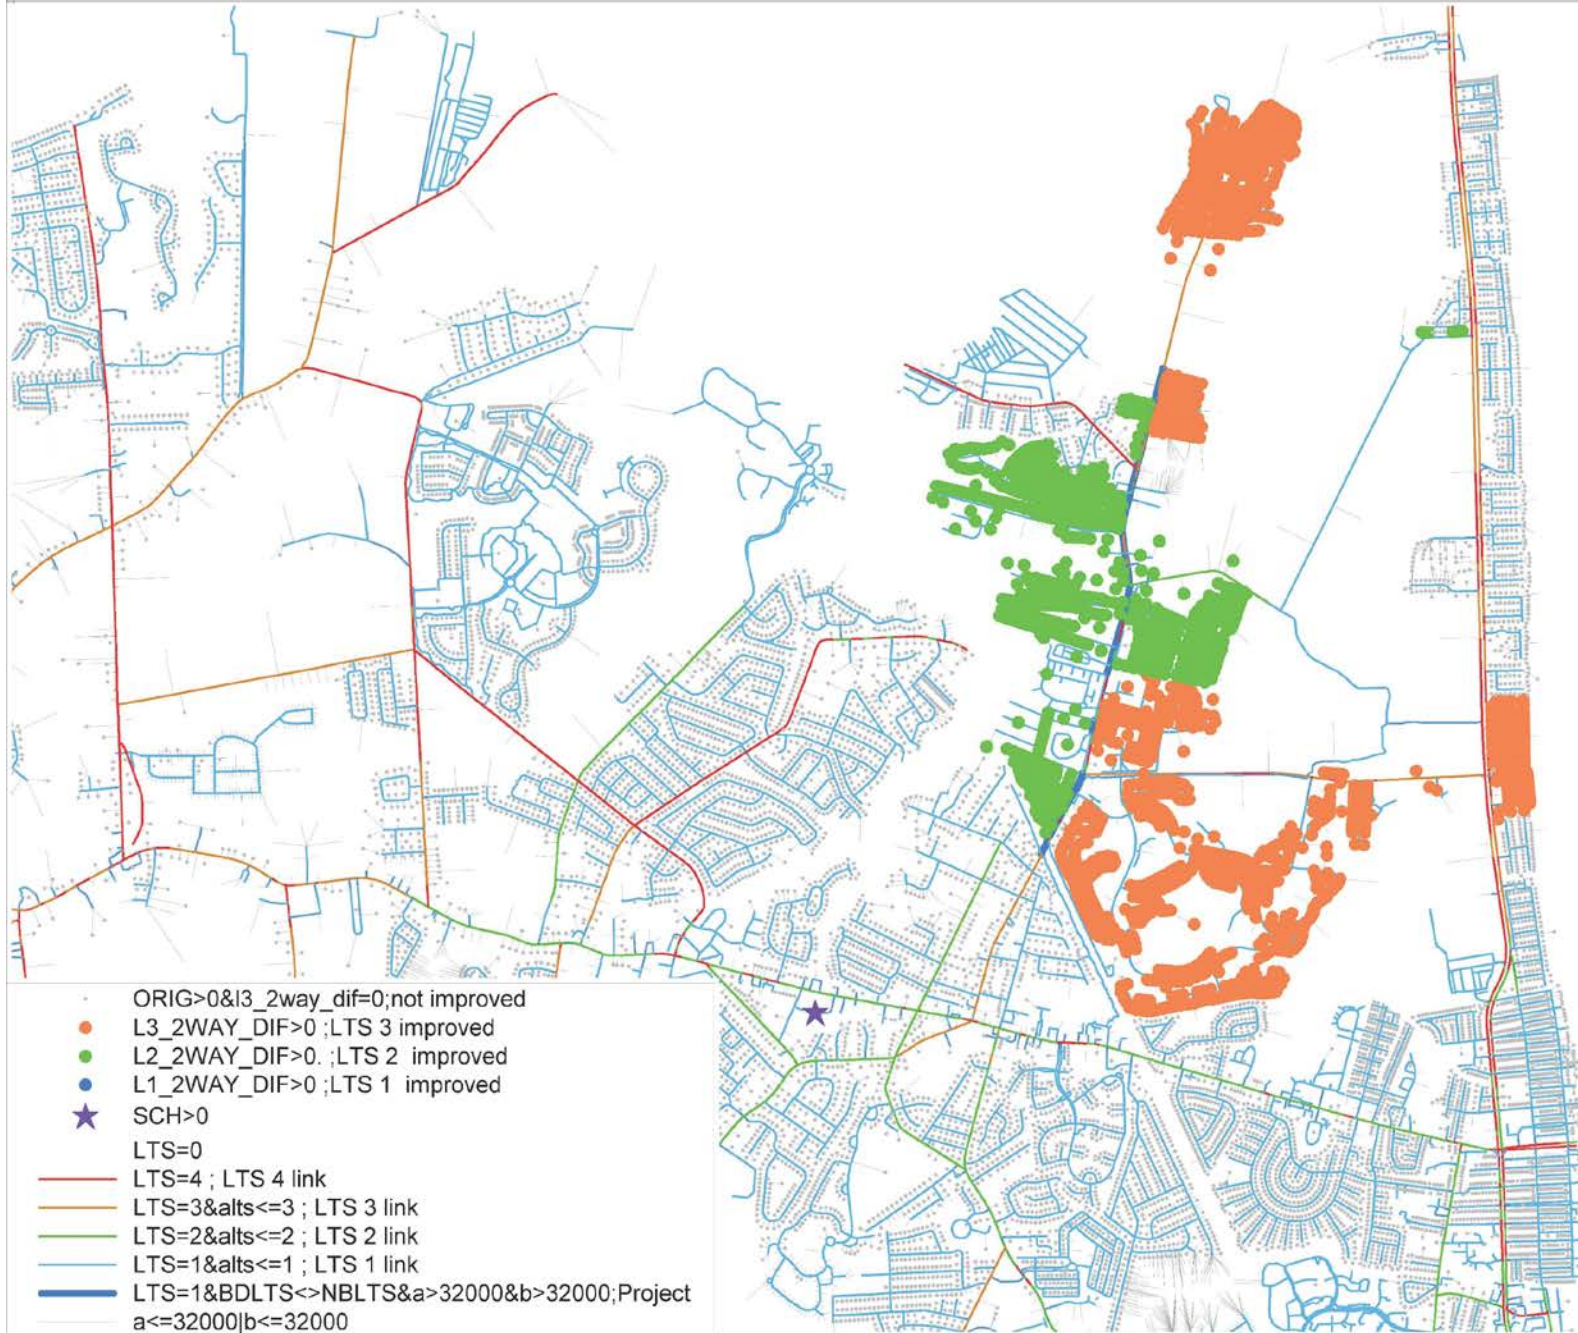 ORIG>0&l3_2way_dif=0;not improved
L3_2WAY_DIF>0 ;LTS 3 improved
L2_2WAY_DIF>0. ;LTS 2 improved
L1_2WAY_DIF>0 ;LTS 1 improved
SCH>0
LTS=0
LTS=4 ; LTS 4 link
LTS=3&alts<=3 ; LTS 3 link
LTS=2&alts<=2 ; LTS 2 link
LTS=1&alts<=1 ; LTS 1 link
LTS=1&BDLTS<>NBLTS&a>32000&b>32000;Project
a<=32000|b<=32000